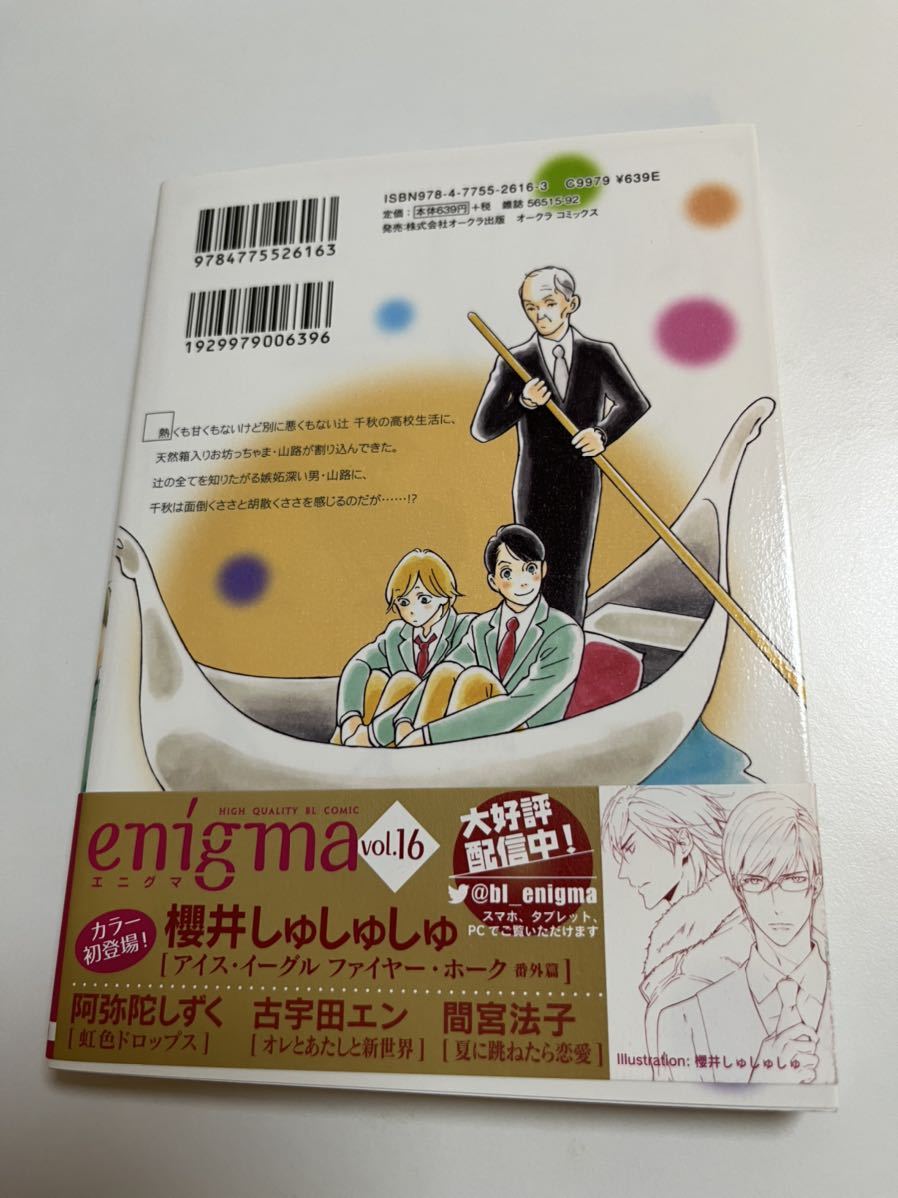 ISBN978-4-7755-2616-3 C9979 ¥639E
定価:本体639円+税 雑誌 56515-92
発売:株式会社オークラ出版 オークラ コミックス
9784775526163
1929979006396
熱くも甘くもないけど別に悪くもない辻 千秋の高校生活に、
天然箱入りお坊っちゃま・山路が割り込んできた。
辻の全てを知りたがる嫉妬深い男・山路に、
千秋は面倒くささと胡散くささを感じるのだが……!?
HIGH QUALITY BL COMIC
enigma vol.16
エニグマ
大好評
配信中!
@bl_enigma
スマホ、タブレット、
PCでご覧いただけます
カラー
初登場!
櫻井しゅしゅしゅ
[アイス・イーグル ファイヤー・ホーク 番外篇]
阿弥陀しずく 古宇田エン 間宮法子
[虹色ドロップス] [オレとあたしと新世界] [夏に跳ねたら恋愛]
Illustration: 櫻井しゅしゅしゅ